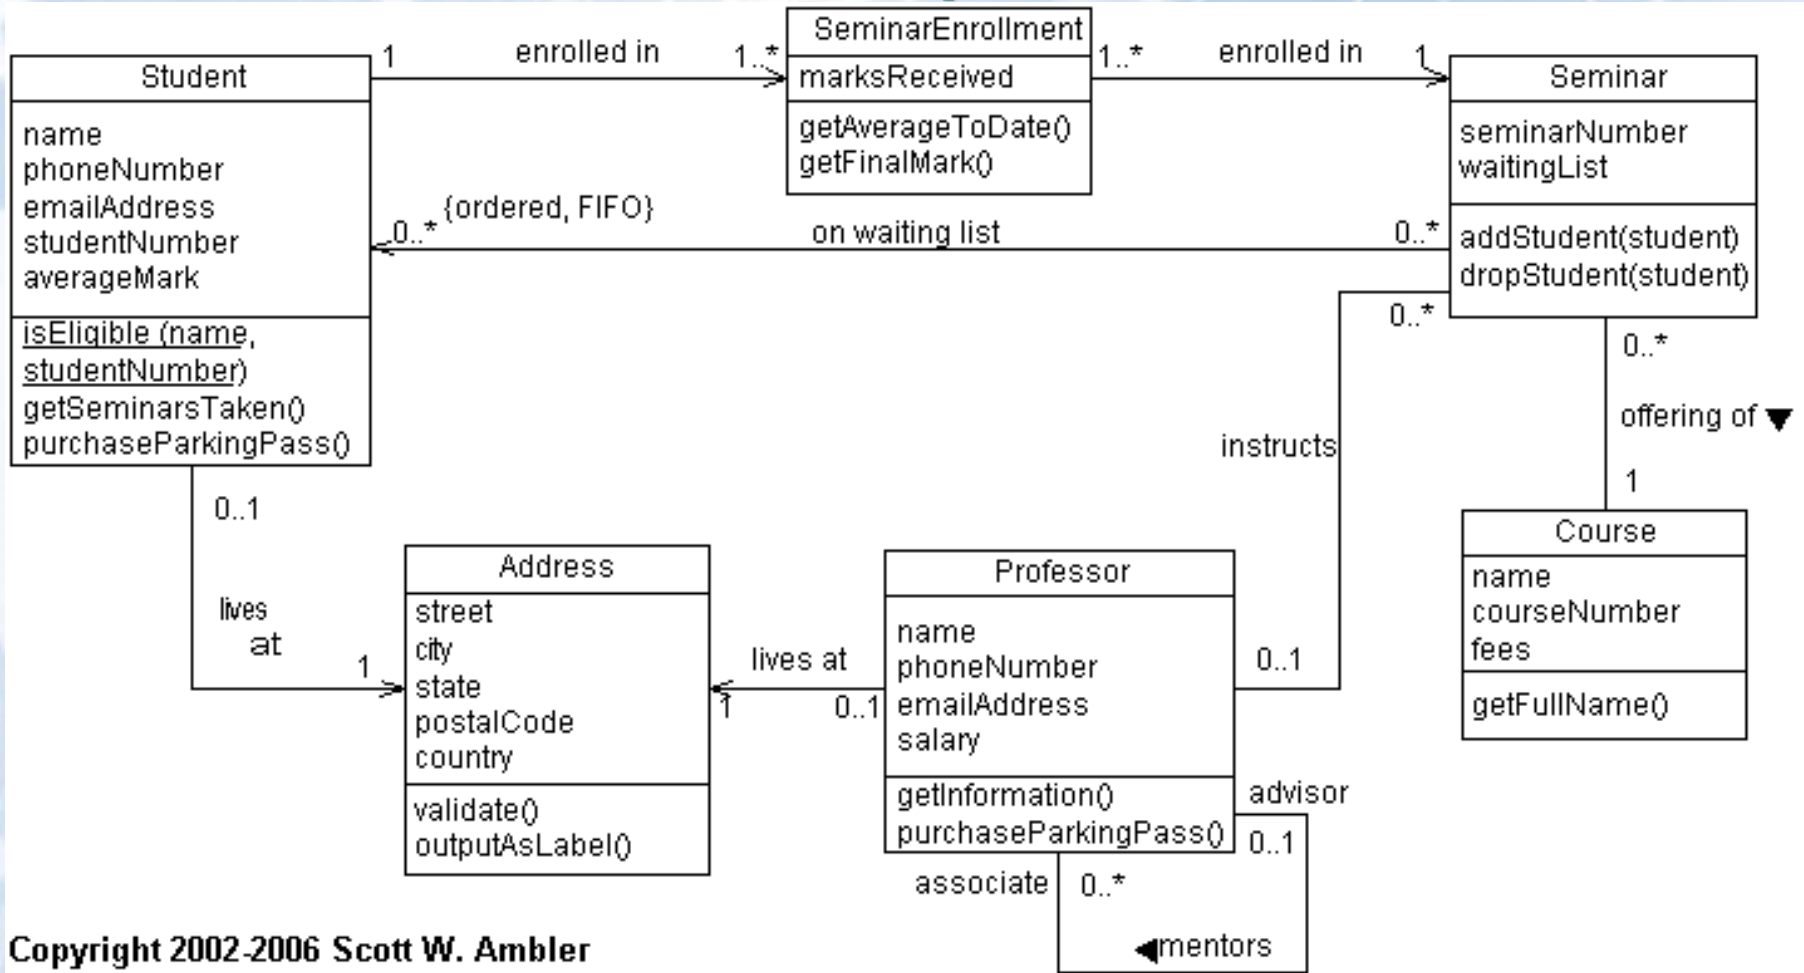 SeminarEnrollment
marksReceived
getAverageToDate()
getFinalMark()
1 enrolled in 1..*
1..* enrolled in 1
Student
name
phoneNumber
emailAddress
studentNumber
averageMark
isEligible (name,
studentNumber)
getSeminarsTaken()
purchaseParkingPass()
Seminar
seminarNumber
waitingList
addStudent(student)
dropStudent(student)
{ordered, FIFO}
0..* on waiting list 0..*
0..*
instructs
0..1
0..*
offering of
1
Course
name
courseNumber
fees
getFullName()
0..1
lives
at
1
Address
street
city
state
postalCode
country
validate()
outputAsLabel()
lives at
1 0..1
Professor
name
phoneNumber
emailAddress
salary
getInformation()
purchaseParkingPass()
advisor
0..1
associate 0..*
mentors
Copyright 2002-2006 Scott W. Ambler